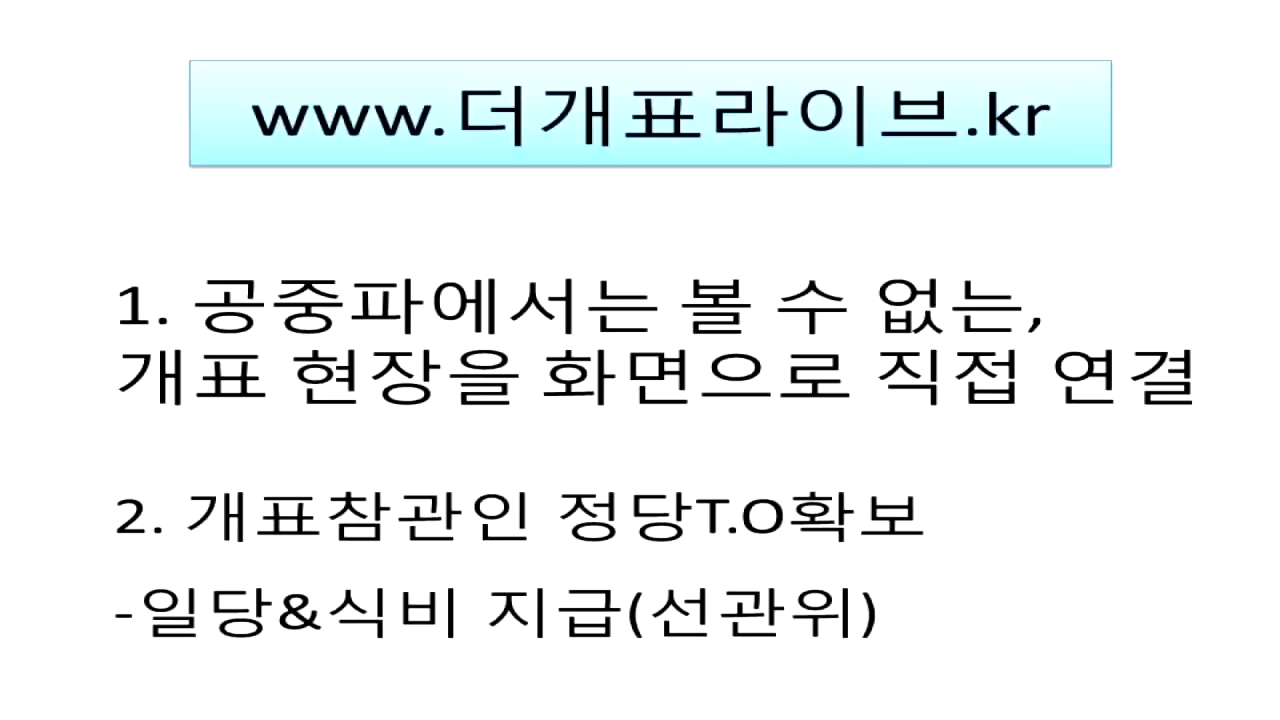 www.더개표라이브.kr
1. 공중파에서는 볼 수 없는,
개표 현장을 화면으로 직접 연결
2. 개표참관인 정당T.O확보
-일당&식비 지급(선관위)